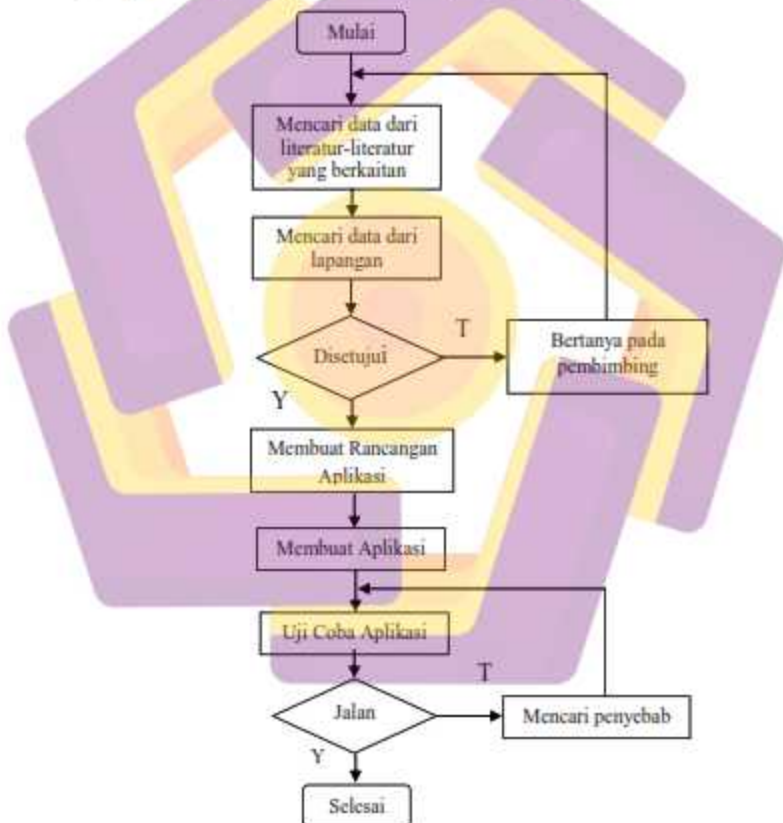 Mulai
Mencari data dari
literatur-literatur
yang berkaitan
Mencari data dari
lapangan
Disetujui
T
Bertanya pada
pembimbing
Y
Membuat Rancangan
Aplikasi
Membuat Aplikasi
Uji Coba Aplikasi
Jalan
T
Mencari penyebab
Y
Selesai